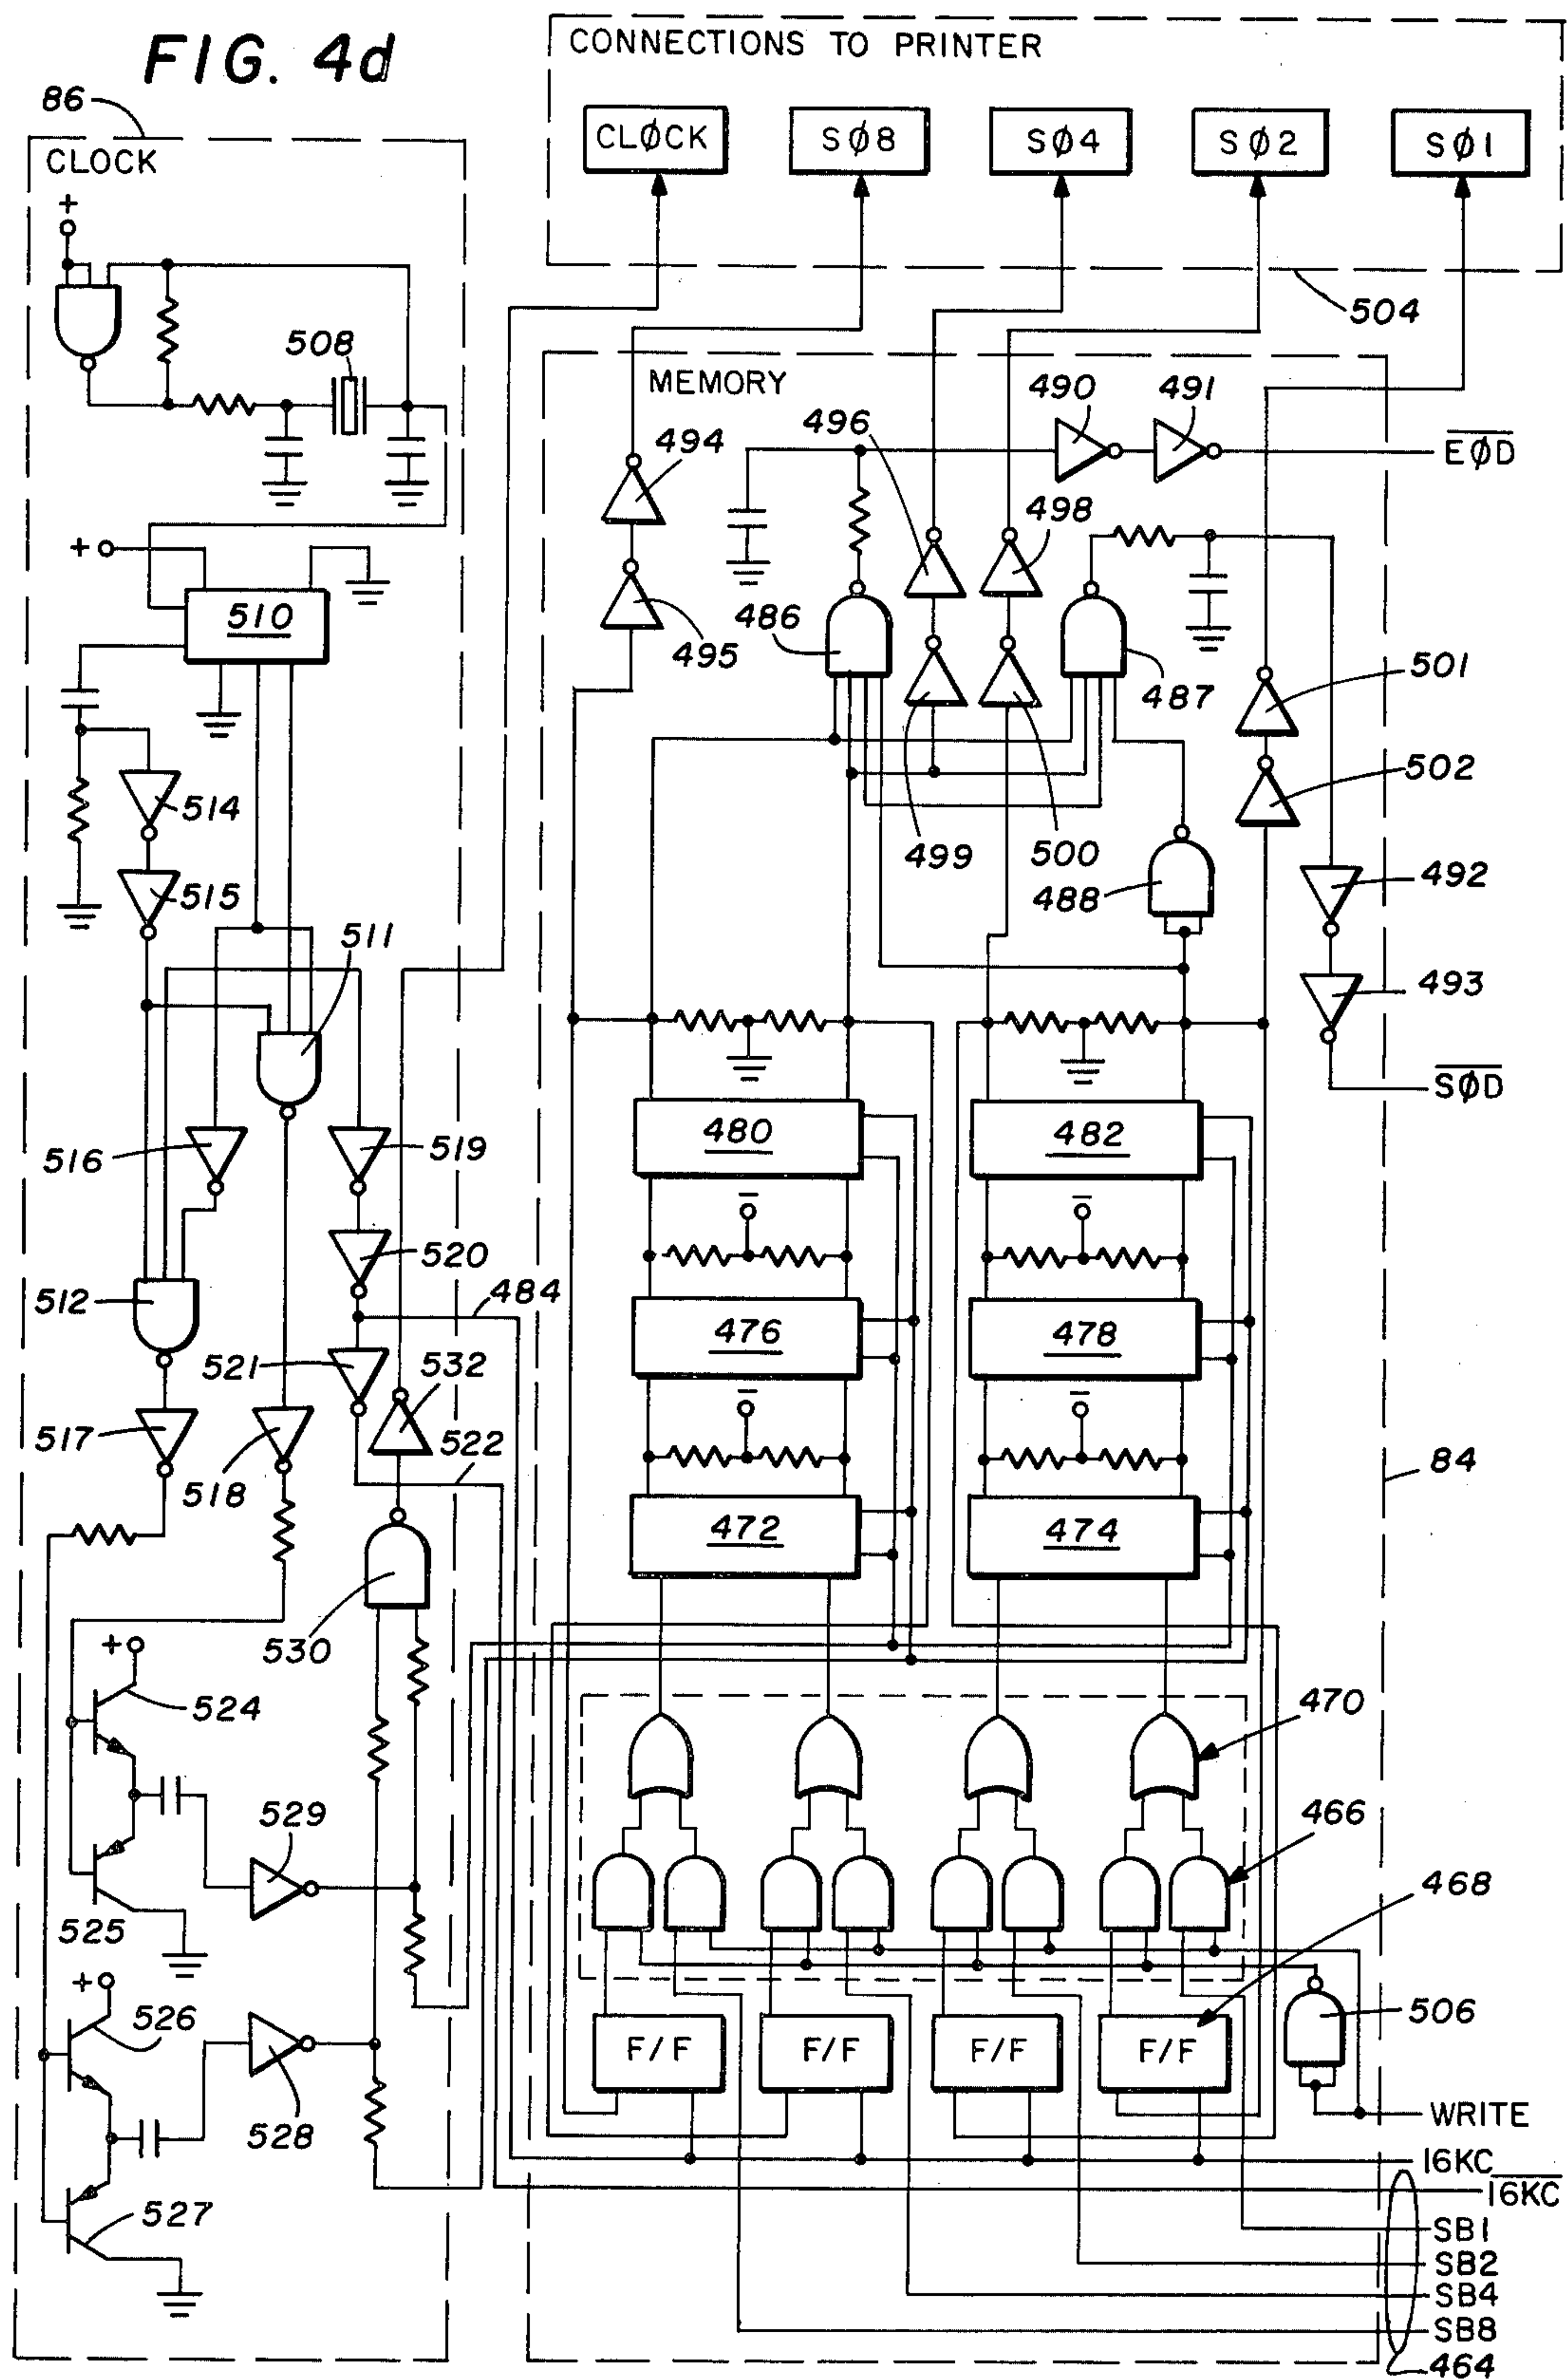 FIG. 4d
CONNECTIONS TO PRINTER
86
CLOCK
CLØCK
SØ8
SØ4
SØ2
SØ1
+
504
508
MEMORY
490
491
494
496
E̅Ø̅D̅
498
+
510
486
495
487
501
514
502
499
500
515
488
492
511
493
S̅Ø̅D̅
480
482
516
519
–
–
520
512
484
476
478
521
532
–
–
517
522
518
84
472
474
530
+
524
470
529
466
525
468
+
526
506
F/F
F/F
F/F
F/F
528
WRITE
16KC
1̅6̅K̅C̅
527
SB1
SB2
SB4
SB8
464